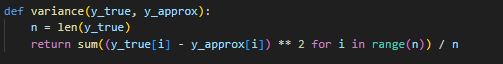 def variance(y_true, y_approx):
    n = len(y_true)
    return sum((y_true[i] - y_approx[i]) ** 2 for i in range(n)) / n